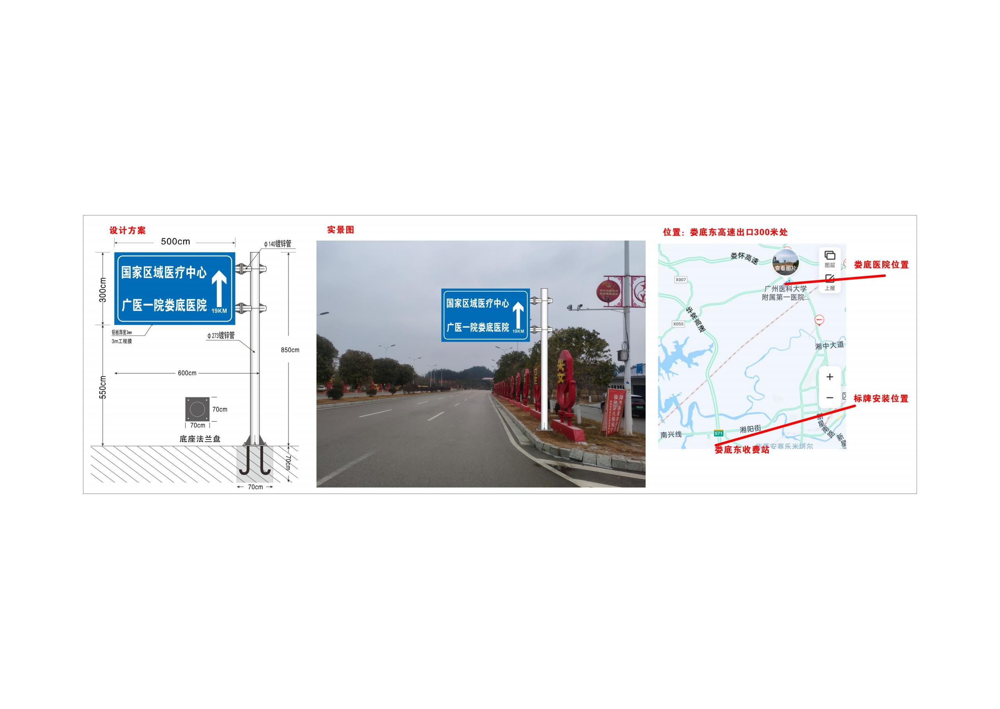 设计方案
500cm
φ140镀锌管
国家区域医疗中心
广医一院娄底医院
19KM
300cm
铝板厚度3mm
3m工程膜
φ273镀锌管
850cm
600cm
550cm
70cm
70cm
底座法兰盘
70cm
70cm
实景图
国家区域医疗中心
广医一院娄底医院
19KM
位置：娄底东高速出口300米处
娄怀高速
查看图片
图层
娄底医院位置
X007
上报
广州医科大学
附属第一医院...
华常高速
X055
湘中大道
+
−
标牌安装位置
新星南路
S71
湘阳街
南兴线
新星
娄底东收费站